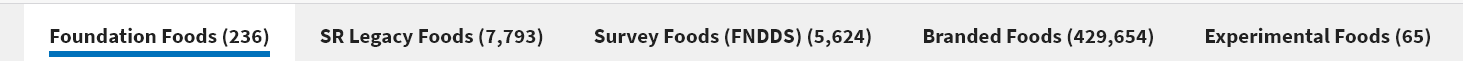 Foundation Foods (236) SR Legacy Foods (7,793) Survey Foods (FNDDS) (5,624) Branded Foods (429,654) Experimental Foods (65)